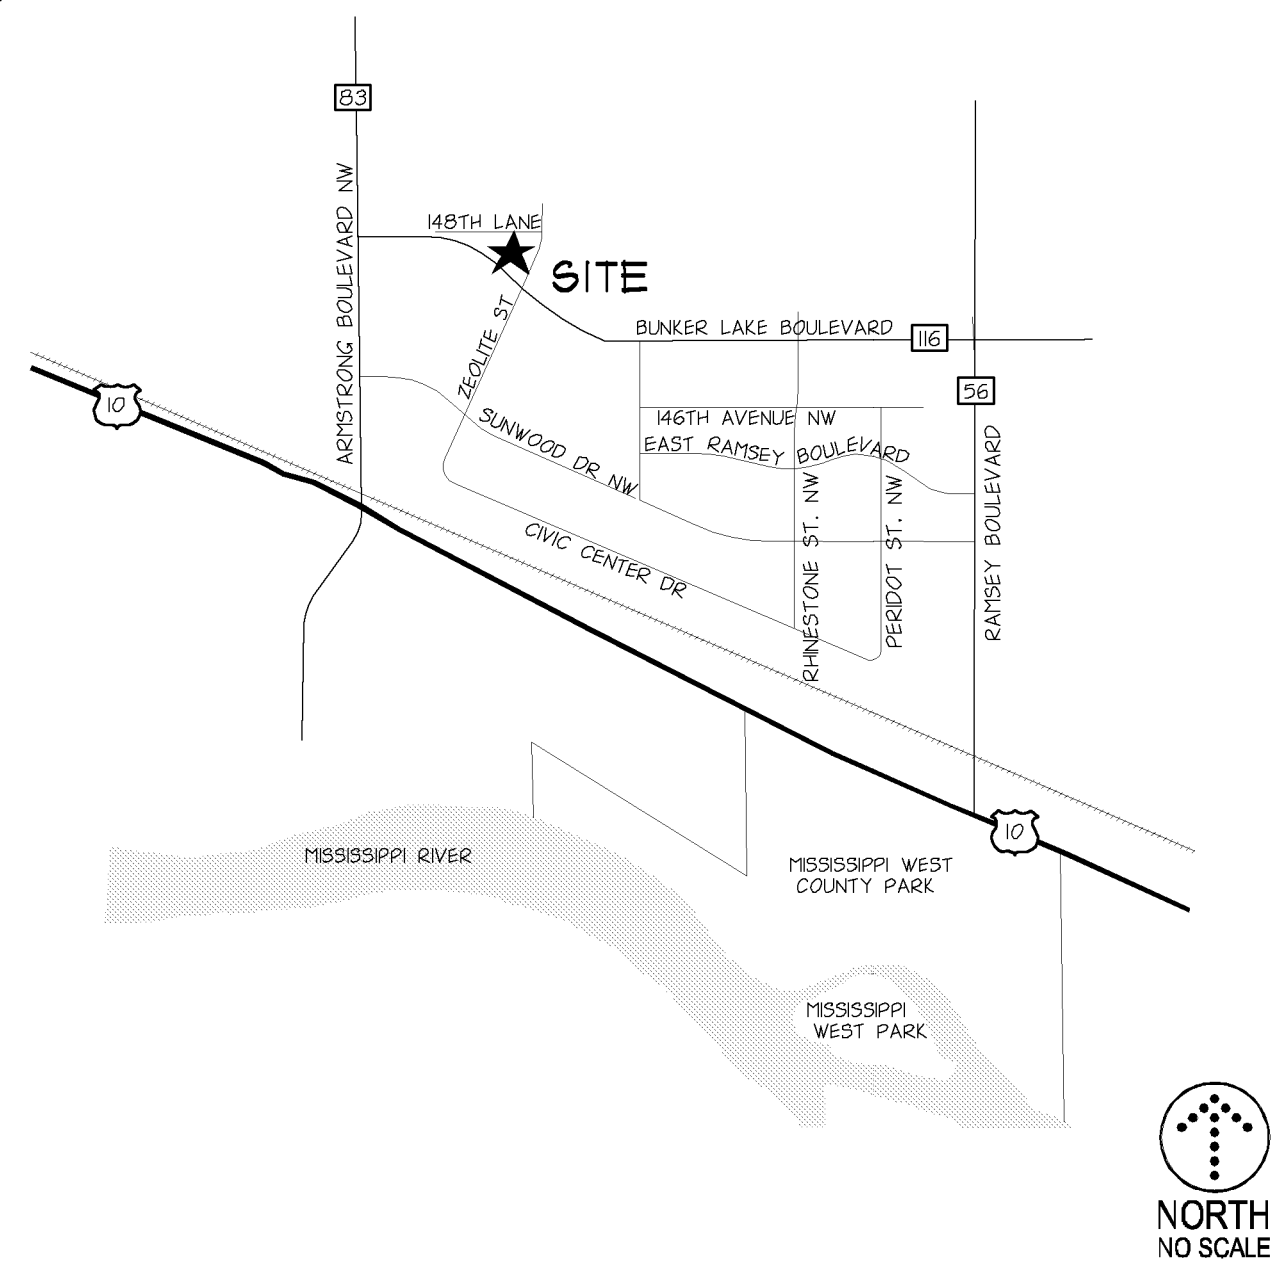 83
ARMSTRONG BOULEVARD NW
148TH LANE
SITE
ZEOLITE ST
BUNKER LAKE BOULEVARD
116
56
10
146TH AVENUE NW
EAST RAMSEY BOULEVARD
SUNWOOD DR NW
CIVIC CENTER DR
RHINESTONE ST. NW
PERIDOT ST. NW
RAMSEY BOULEVARD
10
MISSISSIPPI RIVER
MISSISSIPPI WEST
COUNTY PARK
MISSISSIPPI
WEST PARK
NORTH
NO SCALE